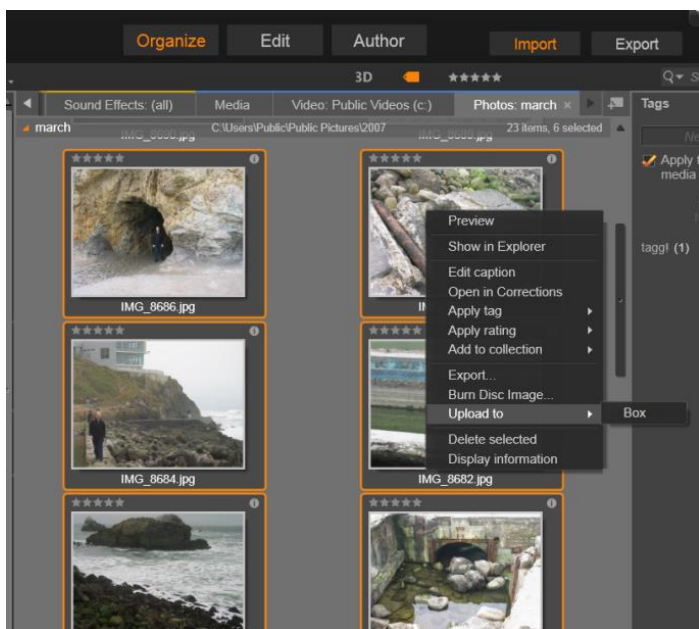 Organize Edit Author Import Export
3D
Sound Effects: (all) Media Video: Public Videos (c:) Photos: march × Tags
march C:\Users\Public\Public Pictures\2007 23 items, 6 selected
IMG_8690.jpg
Apply t
media
Preview
Show in Explorer
Edit caption
Open in Corrections
tagg! (1)
IMG_8686.jpg
Apply tag
Apply rating
Add to collection
Export...
Burn Disc Image...
Upload to Box
Delete selected
Display information
IMG_8684.jpg IMG_8682.jpg